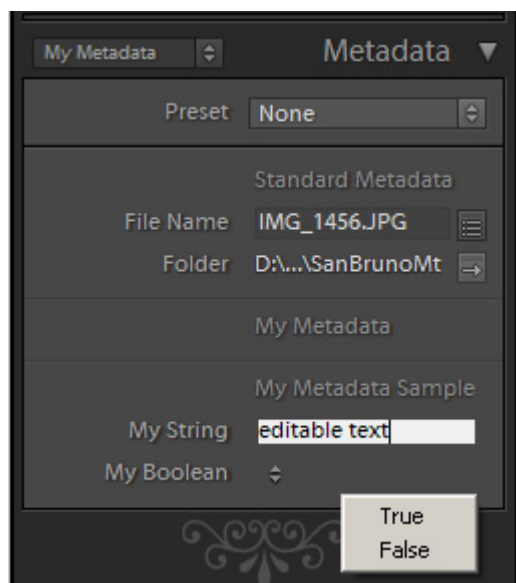 My Metadata Metadata
Preset None
Standard Metadata
File Name IMG_1456.JPG
Folder D:\...\SanBrunoMt
My Metadata
My Metadata Sample
My String editable text
My Boolean
True
False